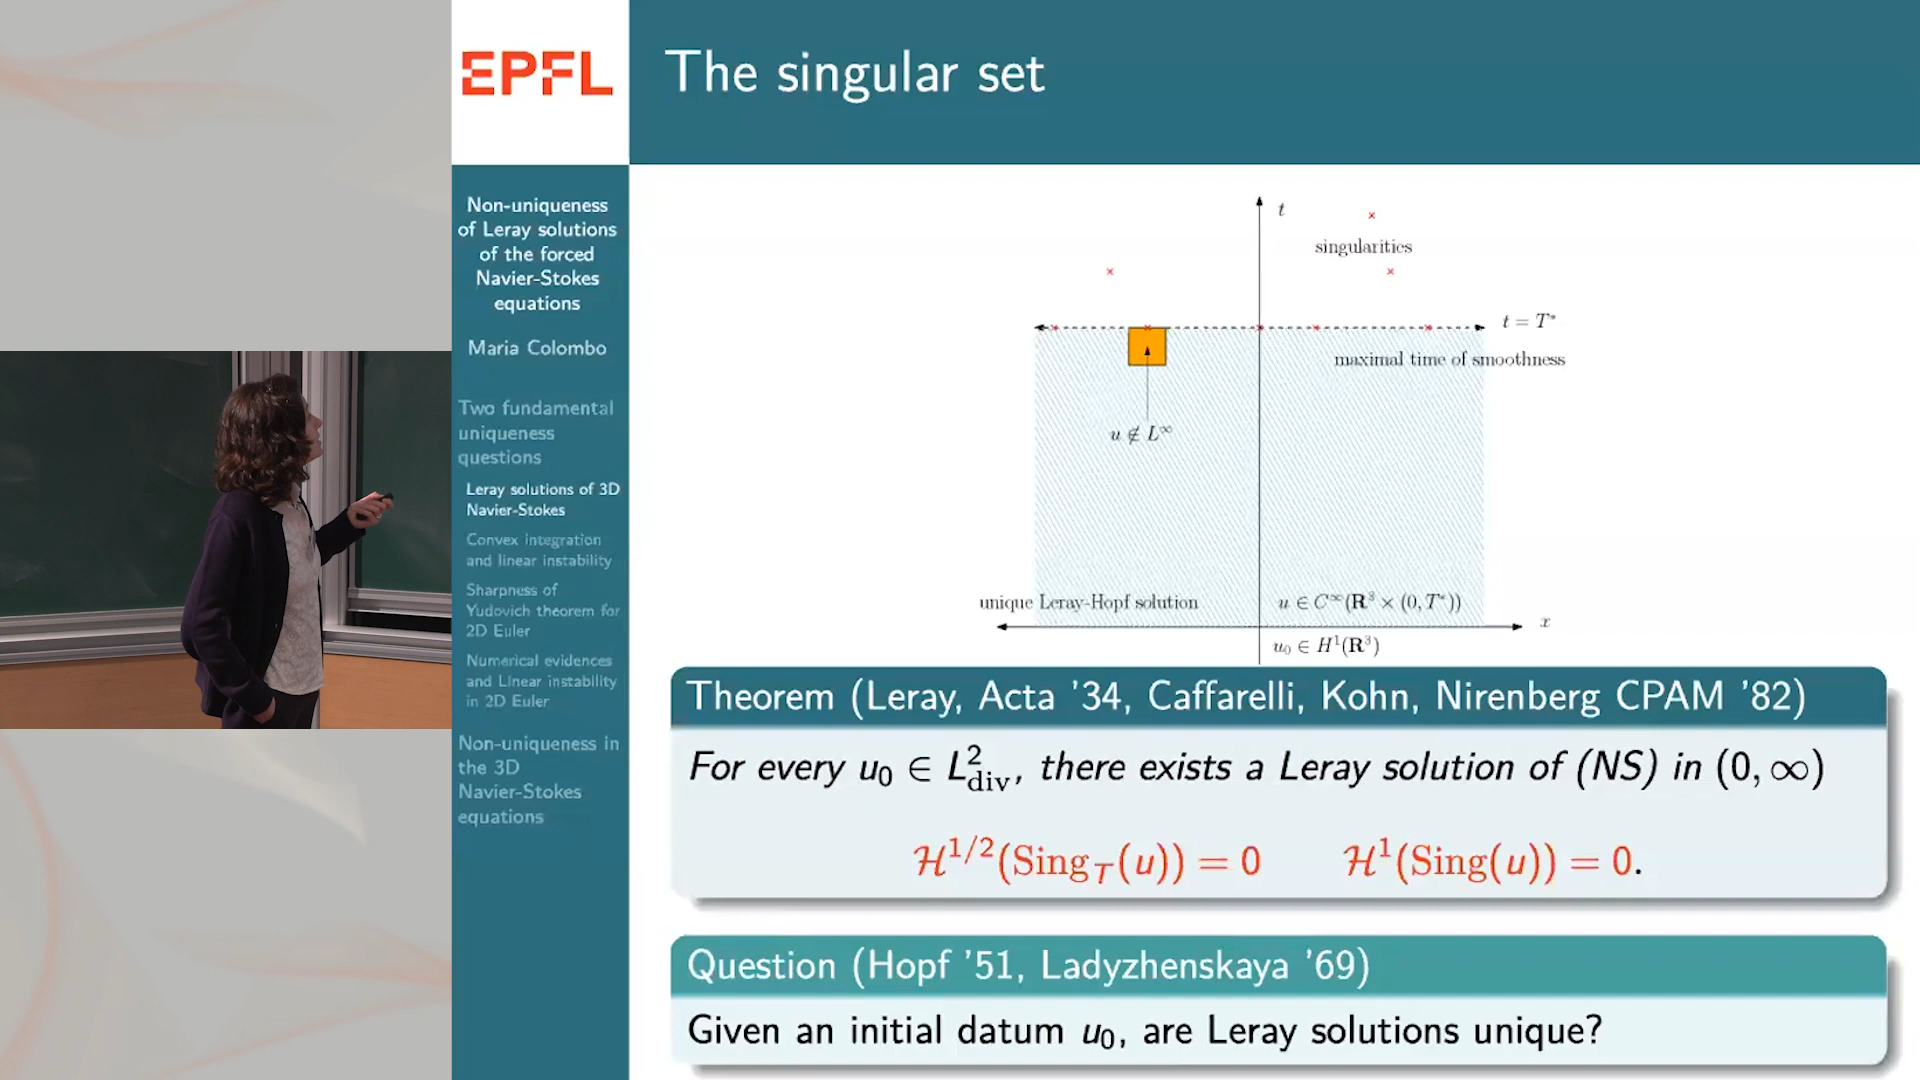 EPFL
The singular set
Non-uniqueness
of Leray solutions
of the forced
Navier-Stokes
equations
Maria Colombo
Two fundamental
uniqueness
questions
Leray solutions of 3D
Navier-Stokes
Convex integration
and linear instability
Sharpness of
Yudovich theorem for
2D Euler
Numerical evidences
and Linear instability
in 2D Euler
Non-uniqueness in
the 3D
Navier-Stokes
equations
t
singularities
t = T*
maximal time of smoothness
u ∉ L^∞
unique Leray-Hopf solution
u ∈ C^∞(R³ × (0, T*))
x
u₀ ∈ H¹(R³)
Theorem (Leray, Acta '34, Caffarelli, Kohn, Nirenberg CPAM '82)
For every u₀ ∈ L²_div, there exists a Leray solution of (NS) in (0, ∞)
ℋ^{1/2}(Sing_T(u)) = 0 ℋ¹(Sing(u)) = 0.
Question (Hopf '51, Ladyzhenskaya '69)
Given an initial datum u₀, are Leray solutions unique?